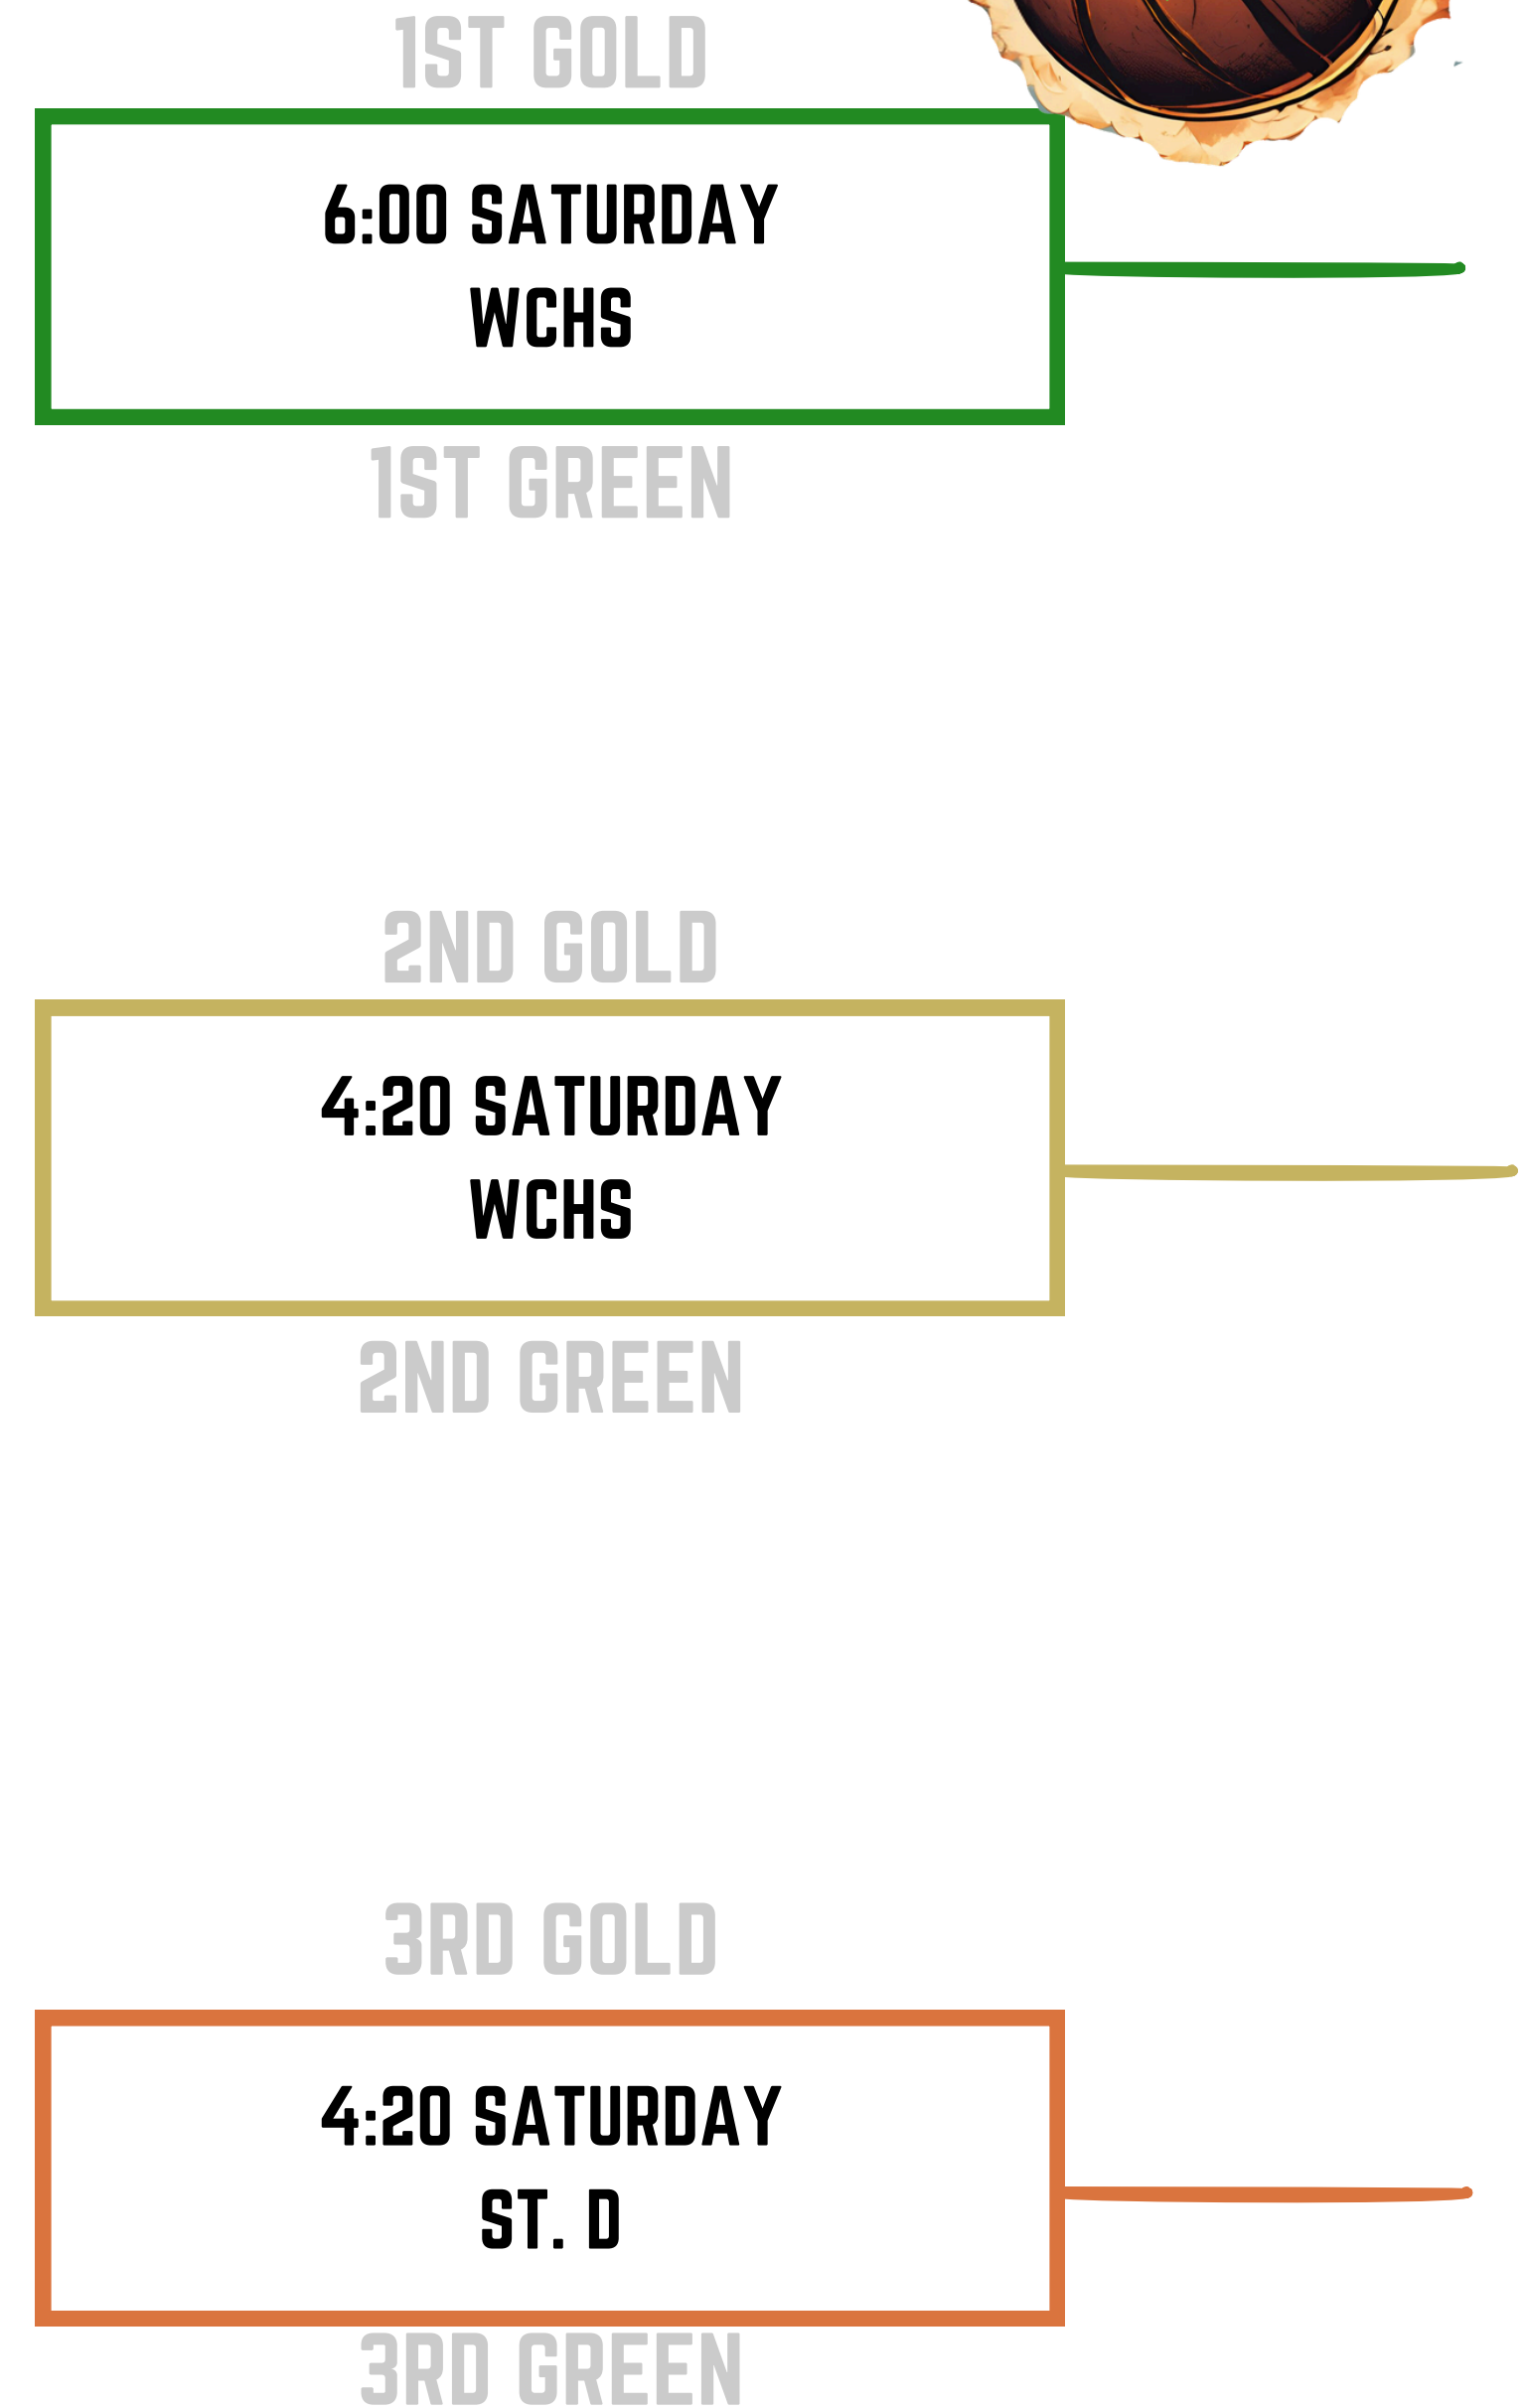 1ST GOLD
6:00 SATURDAY
WCHS
1ST GREEN
2ND GOLD
4:20 SATURDAY
WCHS
2ND GREEN
3RD GOLD
4:20 SATURDAY
ST. D
3RD GREEN